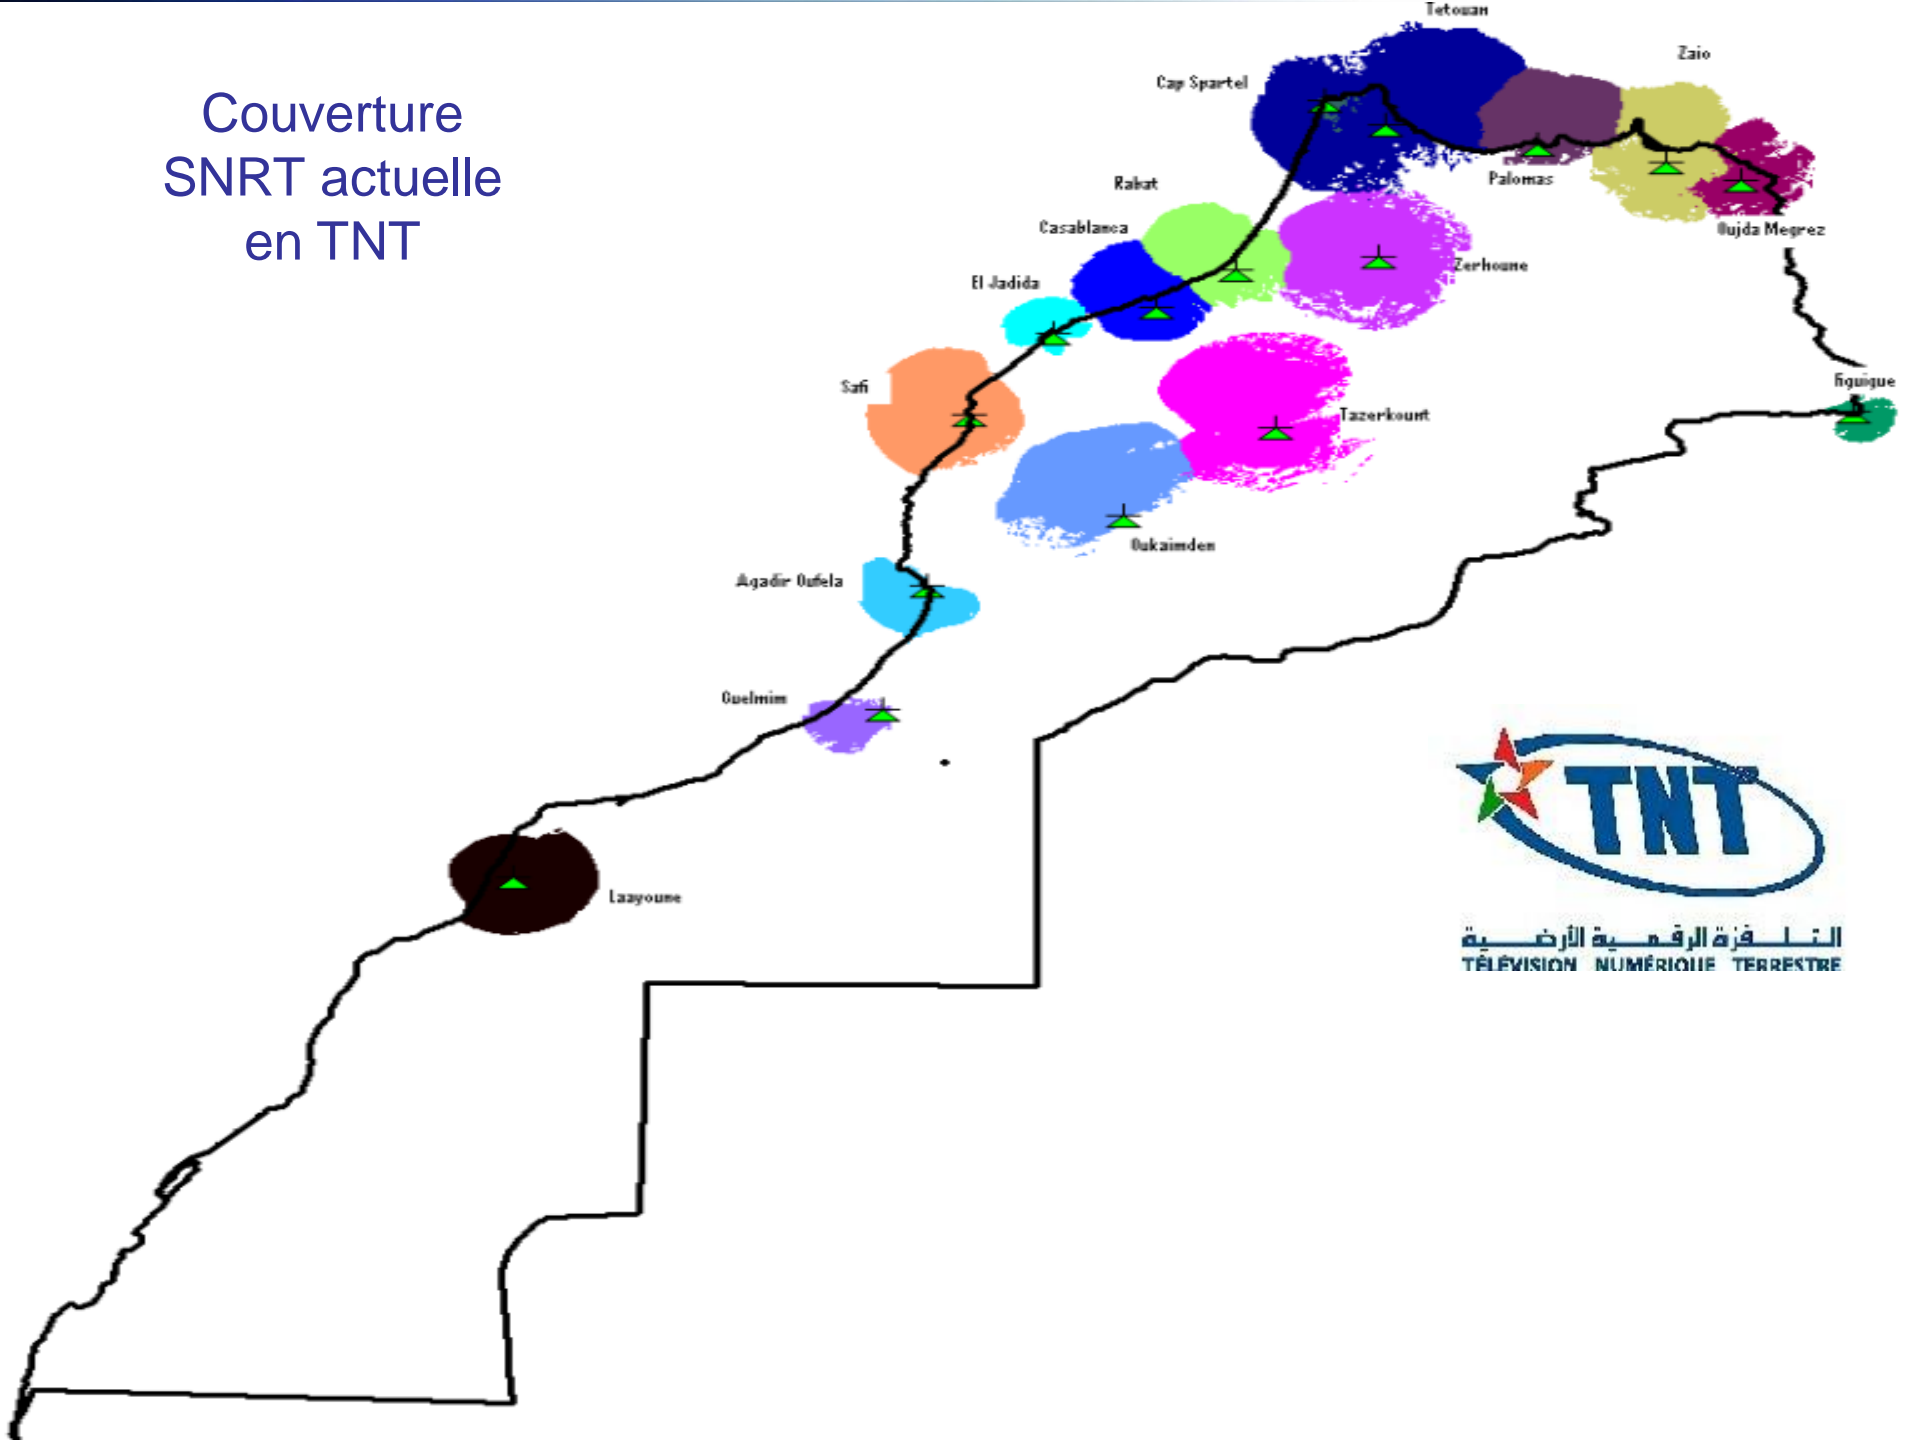 Couverture
SNRT actuelle
en TNT
Tetouan
Zaio
Cap Spartel
Palomas
Rabat
Oujda Megrez
Casablanca
Zerhoune
El Jadida
Figuigue
Safi
Tazerkount
Oukaimden
Agadir Oufela
Guelmim
Laayoune
TNT
التلفزة الرقمية الأرضية
TÉLÉVISION NUMÉRIQUE TERRESTRE